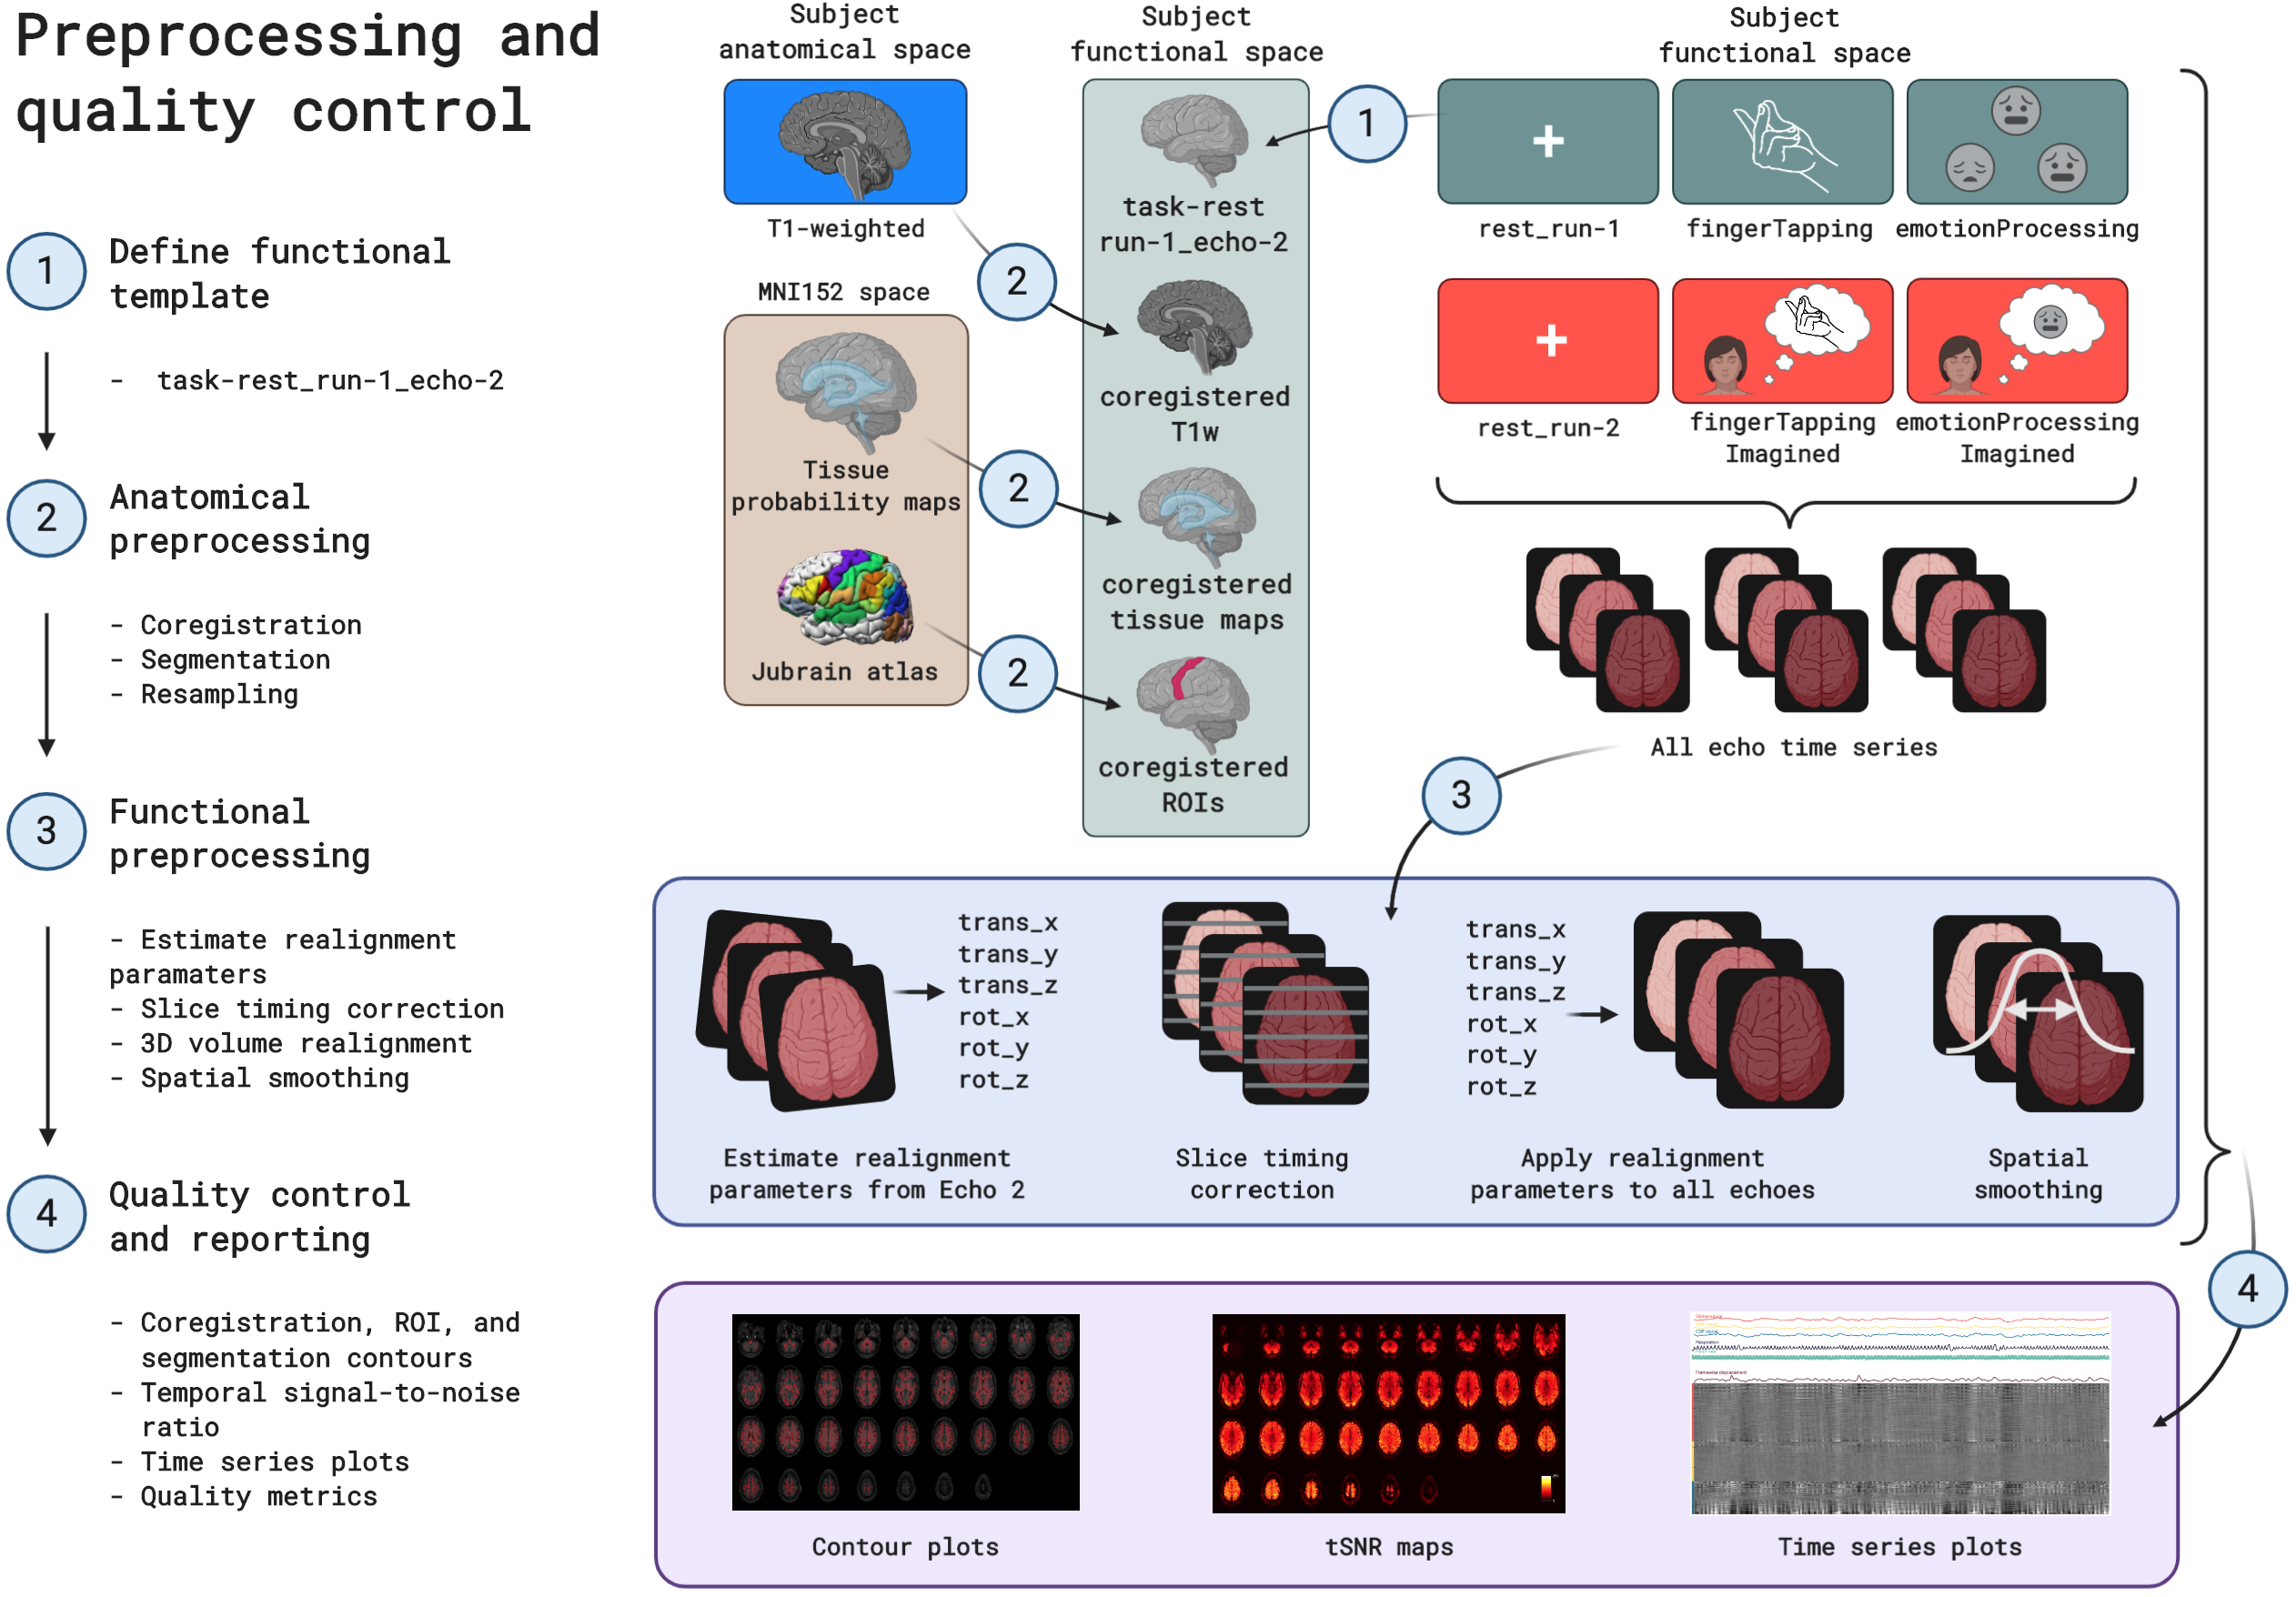 Preprocessing and
quality control
1
Define functional
template
- task-rest_run-1_echo-2
2
Anatomical
preprocessing
- Coregistration
- Segmentation
- Resampling
3
Functional
preprocessing
- Estimate realignment
paramaters
- Slice timing correction
- 3D volume realignment
- Spatial smoothing
4
Quality control
and reporting
- Coregistration, ROI, and
segmentation contours
- Temporal signal-to-noise
ratio
- Time series plots
- Quality metrics
Subject
anatomical space
T1-weighted
MNI152 space
Tissue
probability maps
Jubrain atlas
2
2
2
Subject
functional space
task-rest
run-1_echo-2
coregistered
T1w
coregistered
tissue maps
coregistered
ROIs
1
Subject
functional space
rest_run-1
fingerTapping
emotionProcessing
rest_run-2
fingerTapping
Imagined
emotionProcessing
Imagined
All echo time series
3
trans_x
trans_y
trans_z
rot_x
rot_y
rot_z
Estimate realignment
parameters from Echo 2
Slice timing
correction
trans_x
trans_y
trans_z
rot_x
rot_y
rot_z
Apply realignment
parameters to all echoes
Spatial
smoothing
4
Contour plots
tSNR maps
Respiration
Framewise displacement
Time series plots